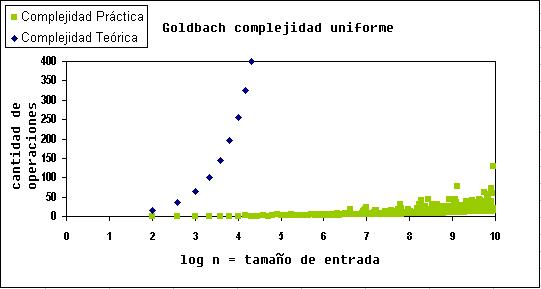 Complejidad Práctica
Complejidad Teórica
Goldbach complejidad uniforme
cantidad de
operaciones
400
350
300
250
200
150
100
50
0
0 1 2 3 4 5 6 7 8 9 10
log n = tamaño de entrada